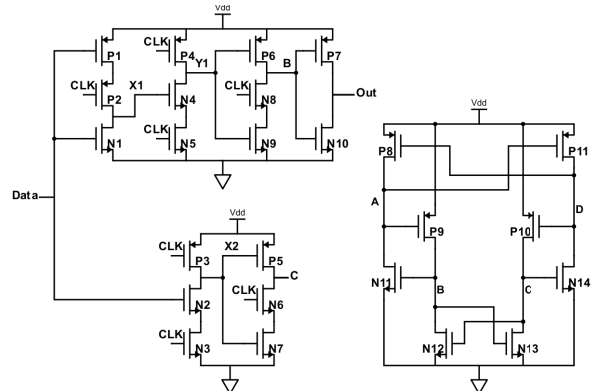 Vdd
P1
CLK
P4
Y1
P6
B
P7
CLK
P2
X1
N4
CLK
N8
Out
N1
CLK
N5
N9
N10
Data
Vdd
CLK
P3
X2
P5
C
N2
CLK
N6
CLK
N3
N7
Vdd
P8
P11
A
D
P9
P10
N11
B
C
N14
N12
N13